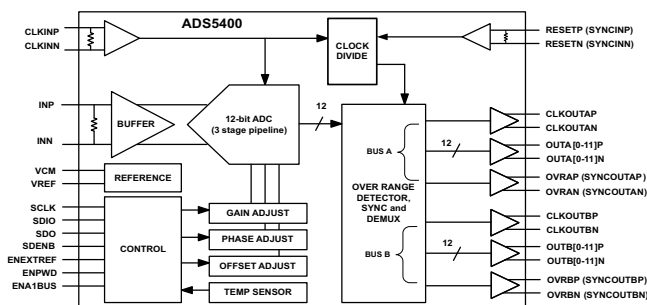 ADS5400
CLKINP
CLKINN
CLOCK
DIVIDE
RESETP (SYNCINP)
RESETN (SYNCINN)
INP
INN
BUFFER
12-bit ADC
(3 stage pipeline)
12
BUS A
OVER RANGE
DETECTOR,
SYNC and
DEMUX
BUS B
12
12
CLKOUTAP
CLKOUTAN
OUTA[0-11]P
OUTA[0-11]N
OVRAP (SYNCOUTAP)
OVRAN (SYNCOUTAN)
CLKOUTBP
CLKOUTBN
OUTB[0-11]P
OUTB[0-11]N
OVRBP (SYNCOUTBP)
OVRBN (SYNCOUTBN)
VCM
VREF
REFERENCE
SCLK
SDIO
SDO
SDENB
ENEXTREF
ENPWD
ENA1BUS
CONTROL
GAIN ADJUST
PHASE ADJUST
OFFSET ADJUST
TEMP SENSOR